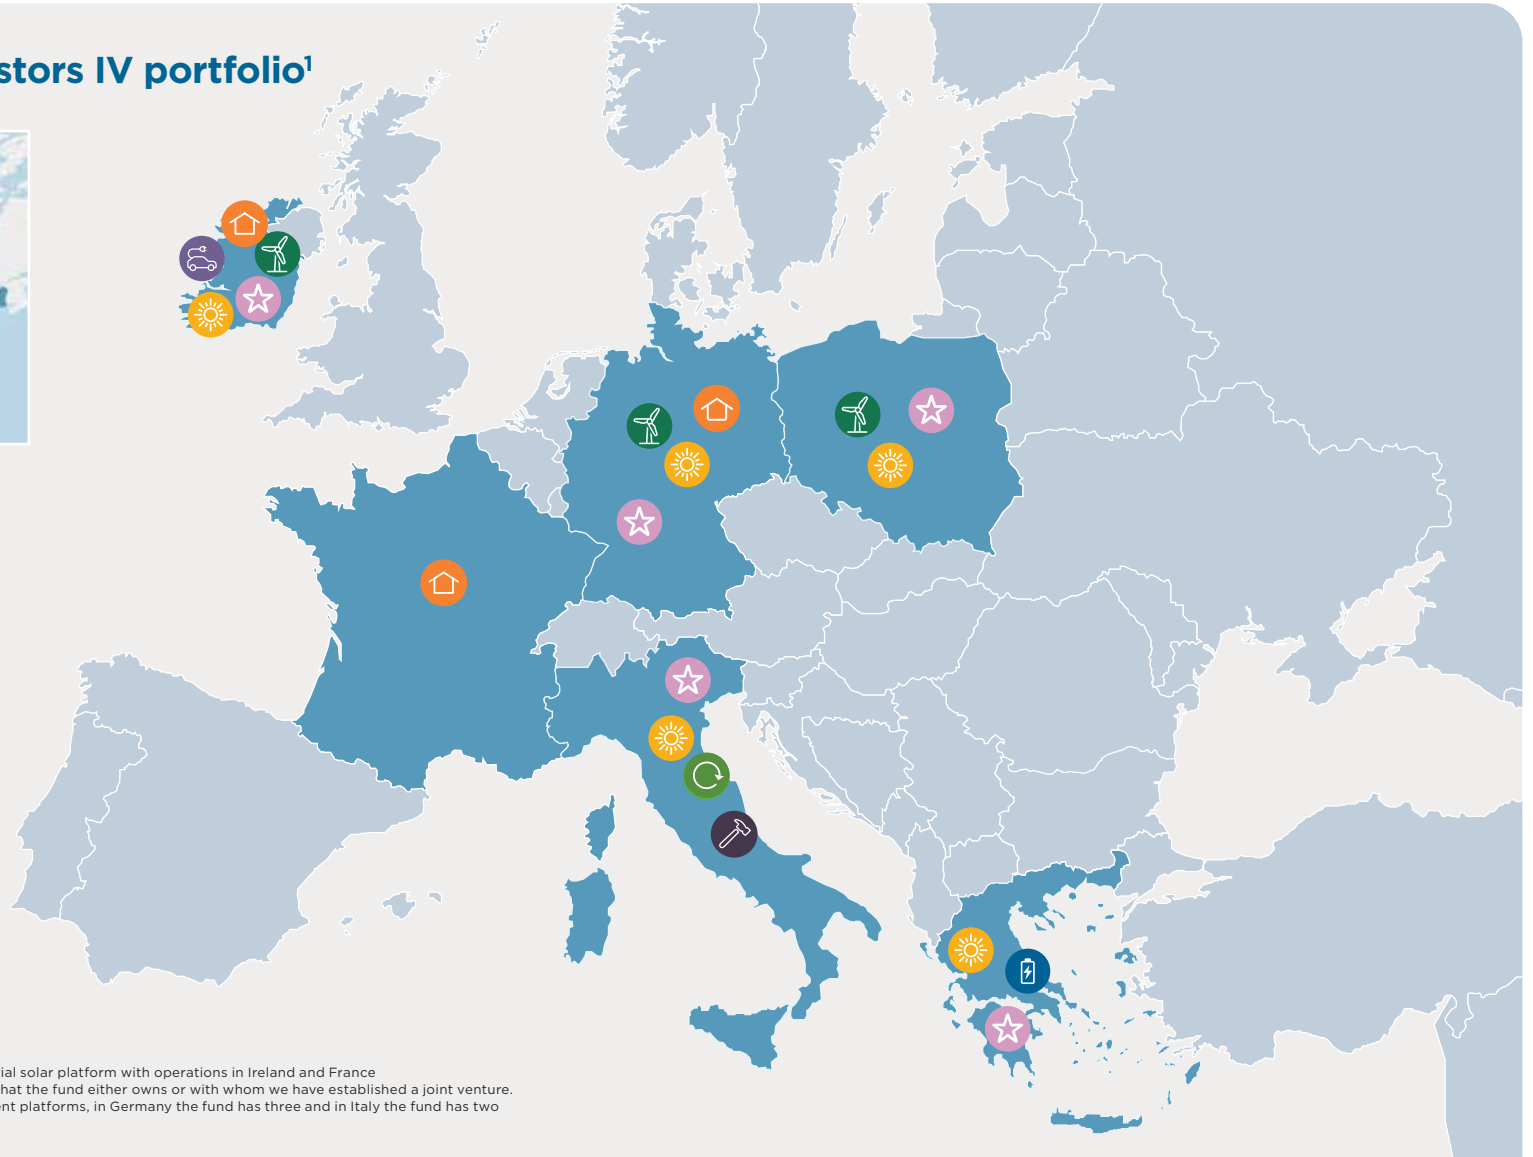 stors IV portfolio1
ial solar platform with operations in Ireland and France
hat the fund either owns or with whom we have established a joint venture.
ent platforms, in Germany the fund has three and in Italy the fund has two